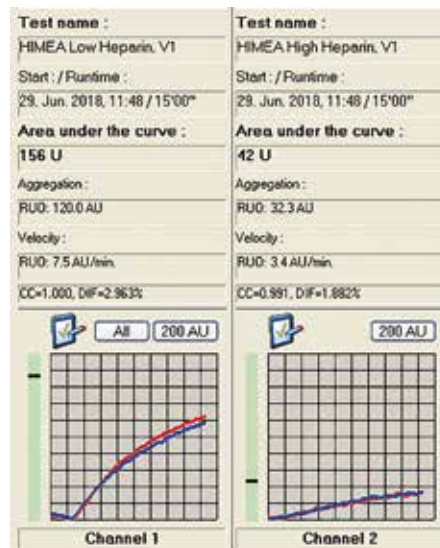 Test name :
HIMEA Low Heparin, V1
Start : / Runtime :
29. Jun. 2018, 11:48 / 15'00"
Area under the curve :
156 U
Aggregation :
RUO: 120.0 AU
Velocity :
RUO: 7.5 AU/min.
CC=1.000, DIF=2.963%
All
200 AU
Channel 1
Test name :
HIMEA High Heparin, V1
Start : / Runtime :
29. Jun. 2018, 11:48 / 15'00"
Area under the curve :
42 U
Aggregation :
RUO: 32.3 AU
Velocity :
RUO: 3.4 AU/min.
CC=0.991, DIF=1.882%
200 AU
Channel 2